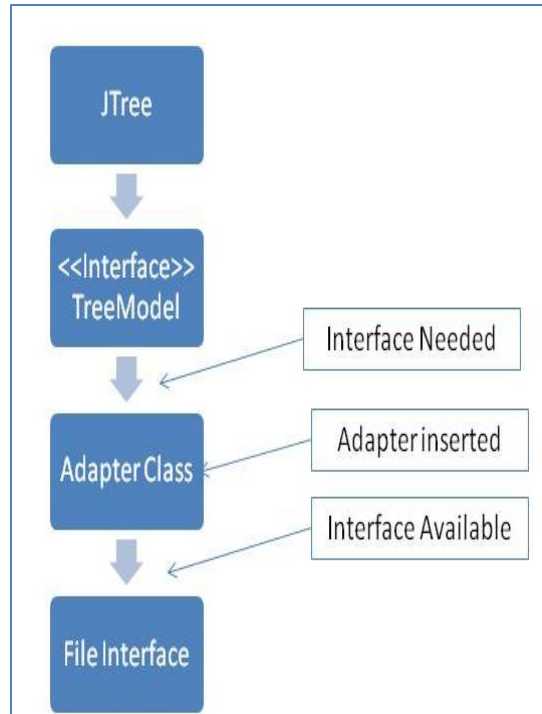 JTree
<<Interface>>
TreeModel
Interface Needed
Adapter Class
Adapter inserted
Interface Available
File Interface